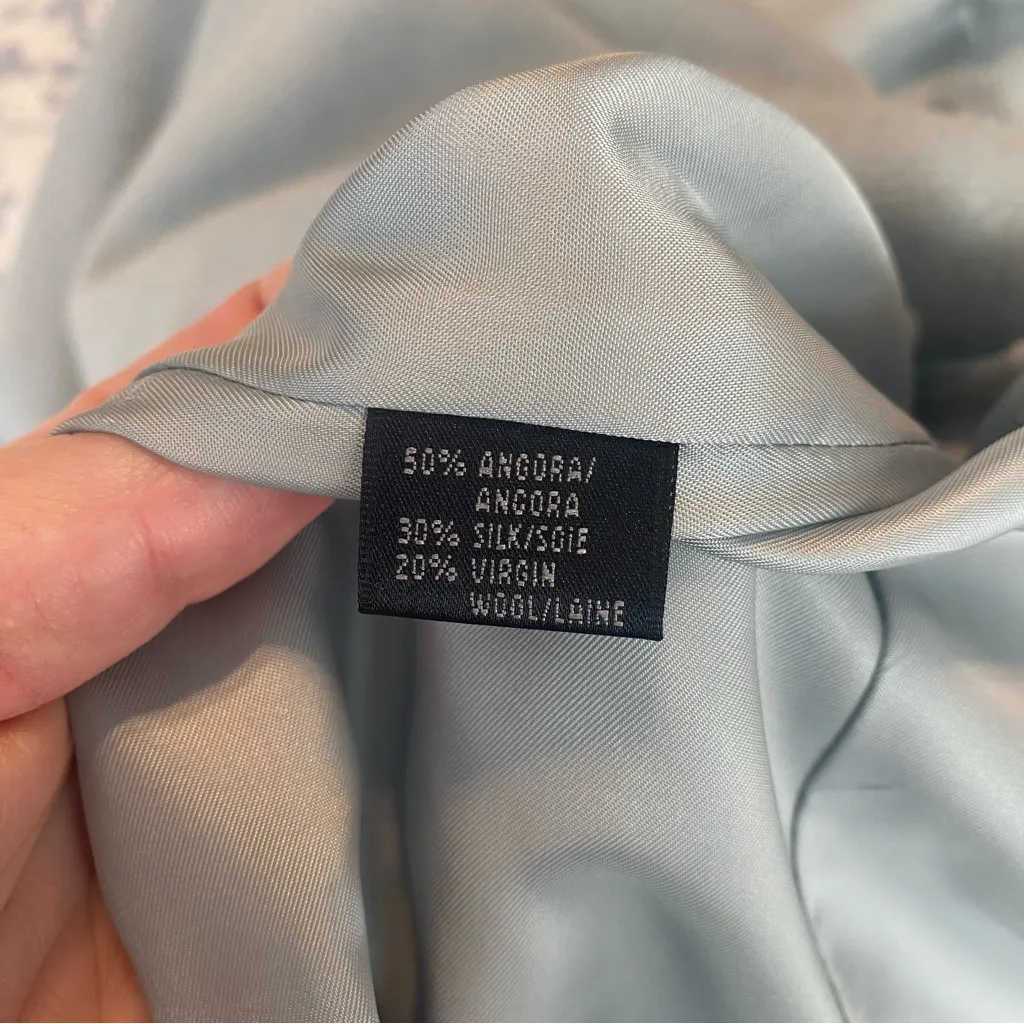 50% ANGORA/
ANGORA
30% SILK/SOIE
20% VIRGIN
WOOL/LAINE